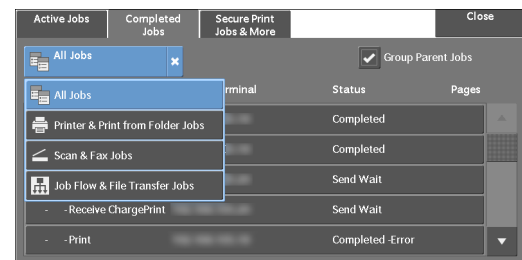 Active Jobs
Completed
Jobs
Secure Print
Jobs & More
Close
All Jobs
Group Parent Jobs
All Jobs
Status
Pages
Printer & Print from Folder Jobs
Completed
Scan & Fax Jobs
Completed
Job Flow & File Transfer Jobs
Send Wait
- - Receive ChargePrint
Send Wait
- - Print
Completed -Error